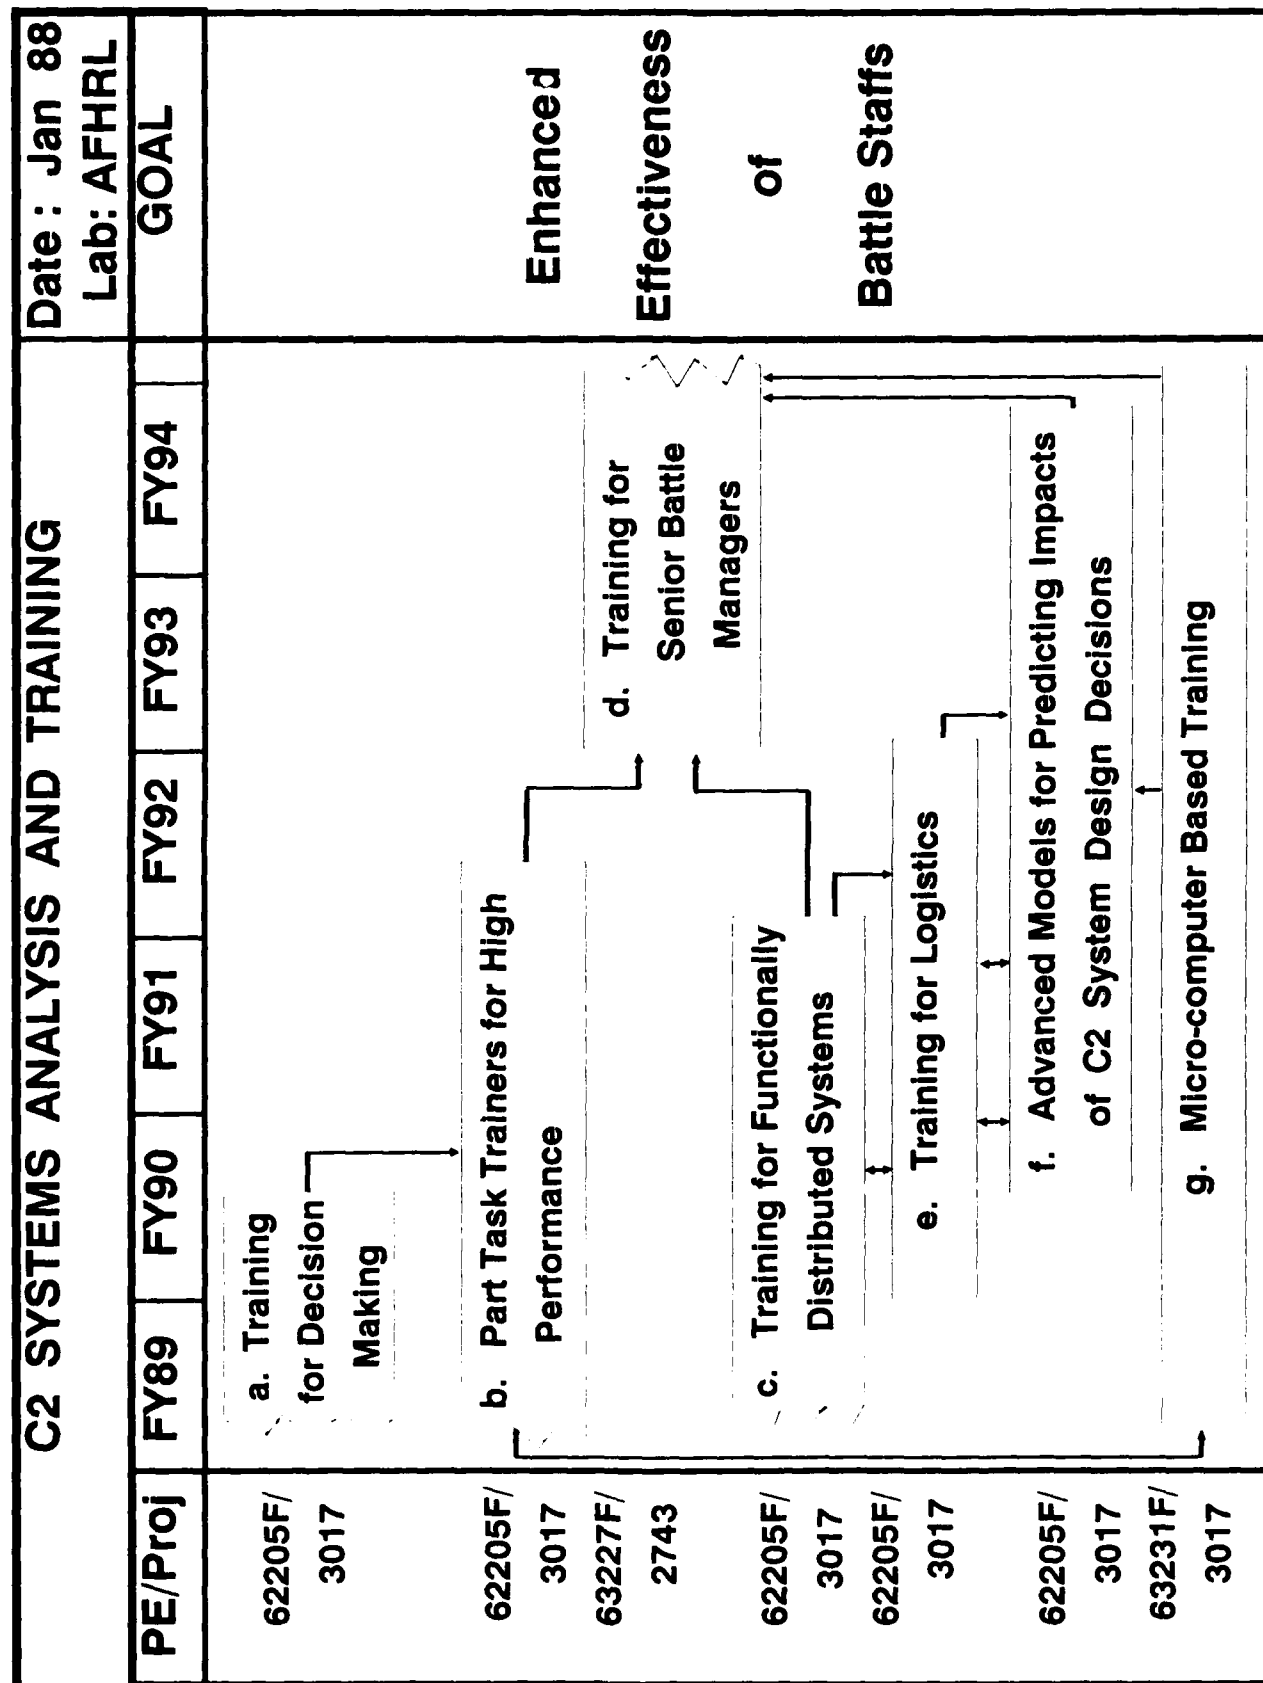 C2 SYSTEMS ANALYSIS AND TRAINING
Date : Jan 88
Lab: AFHRL
PE/Proj
FY89
FY90
FY91
FY92
FY93
FY94
GOAL
62205F/
3017
a. Training
for Decision
Making
62205F/
3017
b. Part Task Trainers for High
Performance
63227F/
2743
d. Training for
Senior Battle
Managers
62205F/
3017
c. Training for Functionally
Distributed Systems
62205F/
3017
e. Training for Logistics
62205F/
3017
f. Advanced Models for Predicting Impacts
of C2 System Design Decisions
63231F/
3017
g. Micro-computer Based Training
Enhanced
Effectiveness
of
Battle Staffs